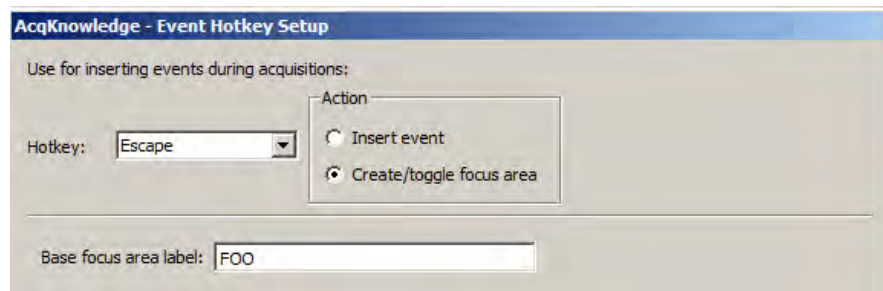 AcqKnowledge - Event Hotkey Setup
Use for inserting events during acquisitions:
Action
Hotkey: Escape
Insert event
Create/toggle focus area
Base focus area label: FOO